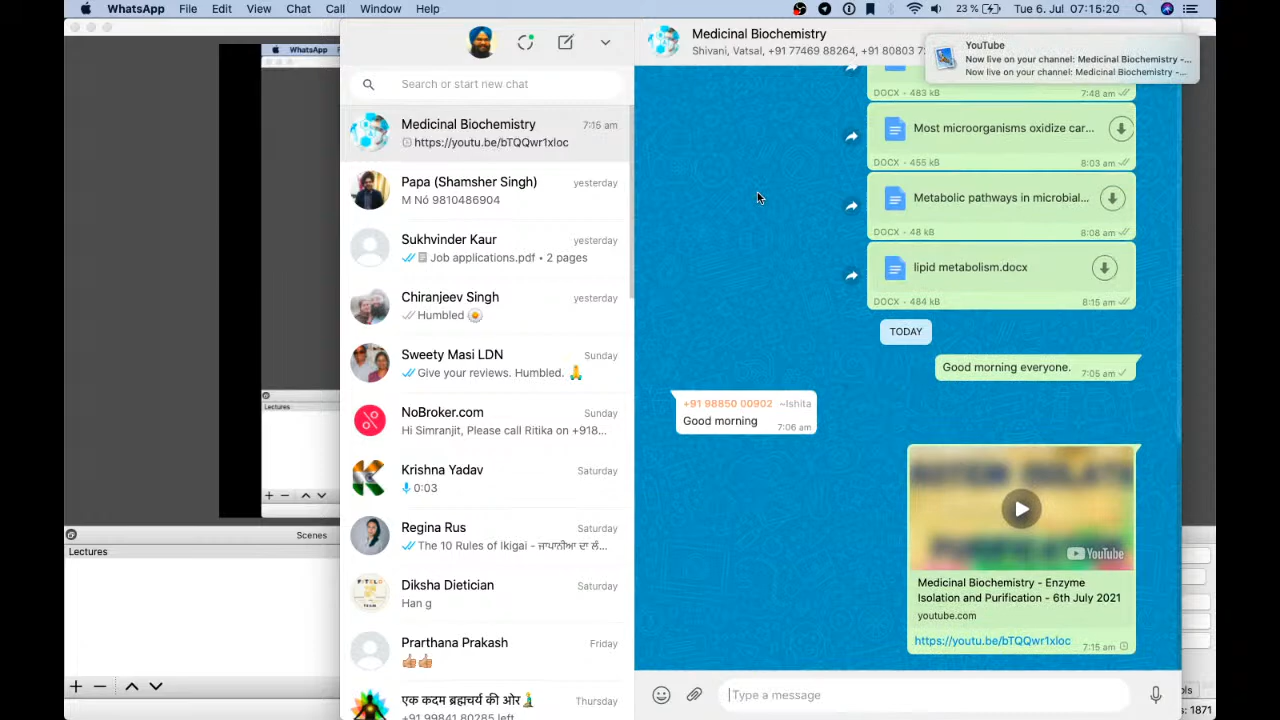 WhatsApp File Edit View Chat Call Window Help 23 % Tue 6. Jul 07:15:20
WhatsApp
Lectures
Scenes
Lectures
Search or start new chat
Medicinal Biochemistry 7:15 am
https://youtu.be/bTQQwr1xloc
Papa (Shamsher Singh) yesterday
M Nó 9810486904
Sukhvinder Kaur yesterday
Job applications.pdf • 2 pages
Chiranjeev Singh yesterday
Humbled 🌼
Sweety Masi LDN Sunday
Give your reviews. Humbled. 🙏
NoBroker.com Sunday
Hi Simranjit, Please call Ritika on +918...
Krishna Yadav Saturday
0:03
Regina Rus Saturday
The 10 Rules of Ikigai - ਜਾਪਾਨੀਆ ਦਾ ਲੰ...
Diksha Dietician Saturday
Han g
Prarthana Prakash Friday
👍🏼👍🏼
एक कदम ब्रह्मचर्य की ओर Thursday
+91 99841 80285 left
Medicinal Biochemistry
Shivani, Vatsal, +91 77469 88264, +91 80803 7
YouTube
Now live on your channel: Medicinal Biochemistry -...
Now live on your channel: Medicinal Biochemistry -...
DOCX • 483 kB 7:48 am
Most microorganisms oxidize car...
DOCX • 455 kB 8:03 am
Metabolic pathways in microbial...
DOCX • 48 kB 8:08 am
lipid metabolism.docx
DOCX • 484 kB 8:15 am
TODAY
Good morning everyone. 7:05 am
+91 98850 00902 ~Ishita
Good morning 7:06 am
YouTube
Medicinal Biochemistry - Enzyme
Isolation and Purification - 6th July 2021
youtube.com
https://youtu.be/bTQQwr1xloc 7:15 am
Type a message
ols
s: 1871